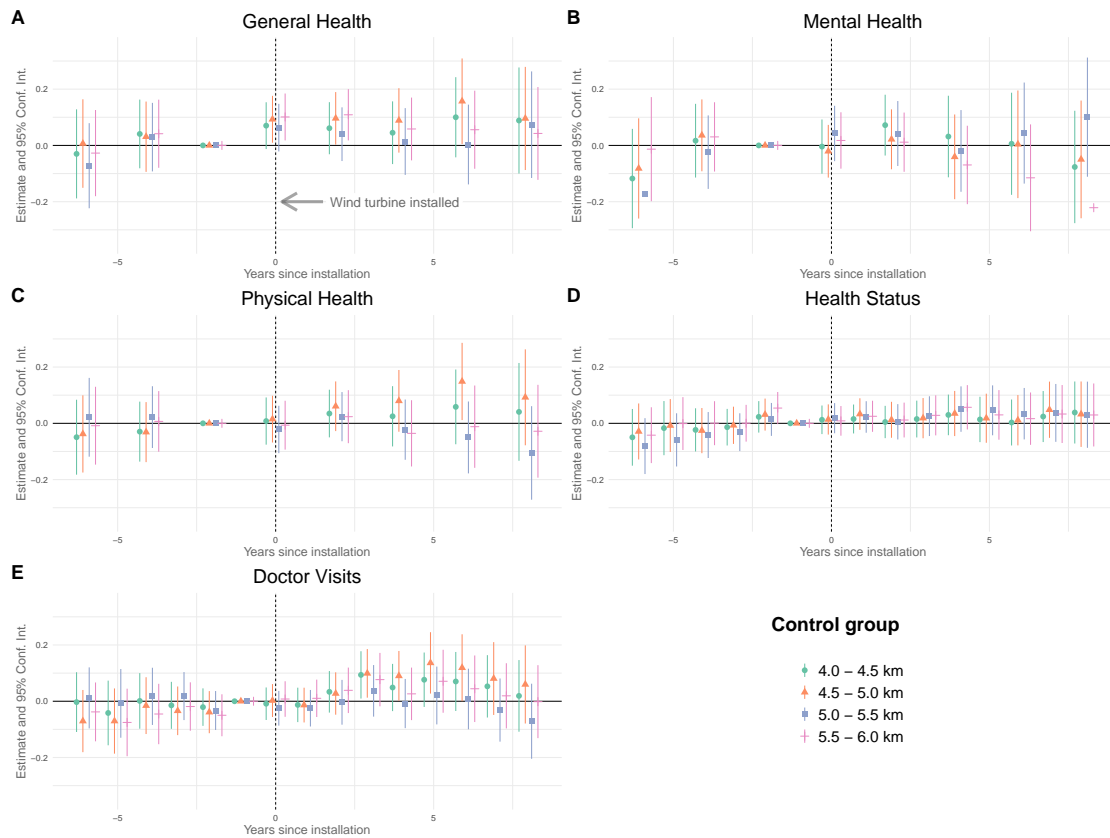 A
General Health
Estimate and 95% Conf. Int.
0.2
0.0
−0.2
Wind turbine installed
−5
0
5
Years since installation
B
Mental Health
Estimate and 95% Conf. Int.
0.2
0.0
−0.2
−5
0
5
Years since installation
C
Physical Health
Estimate and 95% Conf. Int.
0.2
0.0
−0.2
−5
0
5
Years since installation
D
Health Status
Estimate and 95% Conf. Int.
0.2
0.0
−0.2
−5
0
5
Years since installation
E
Doctor Visits
Estimate and 95% Conf. Int.
0.2
0.0
−0.2
−5
0
5
Years since installation
Control group
4.0 − 4.5 km
4.5 − 5.0 km
5.0 − 5.5 km
5.5 − 6.0 km